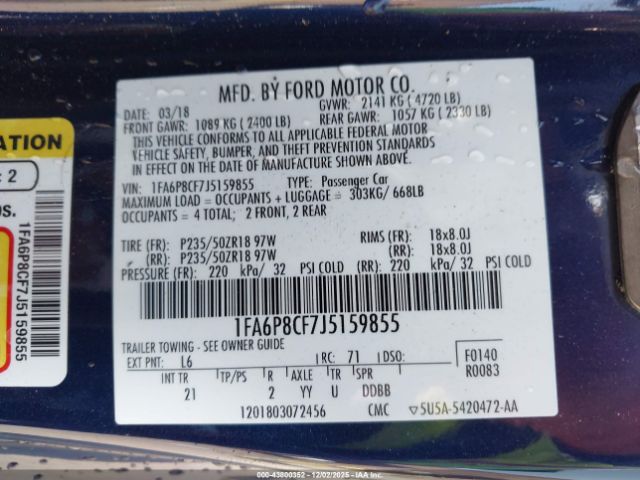 MFD. BY FORD MOTOR CO.
DATE: 03/18 GVWR: 2141 KG ( 4720 LB)
FRONT GAWR: 1089 KG ( 2400 LB) REAR GAWR: 1057 KG ( 2330 LB)
THIS VEHICLE CONFORMS TO ALL APPLICABLE FEDERAL MOTOR
VEHICLE SAFETY, BUMPER, AND THEFT PREVENTION STANDARDS
IN EFFECT ON THE DATE OF MANUFACTURE SHOWN ABOVE.
VIN: 1FA6P8CF7J5159855 TYPE: Passenger Car
MAXIMUM LOAD = OCCUPANTS + LUGGAGE = 303KG/ 668LB
OCCUPANTS = 4 TOTAL; 2 FRONT, 2 REAR
TIRE (FR): P235/50ZR18 97W RIMS (FR): 18x8.0J
(RR): P235/50ZR18 97W (RR): 18x8.0J
PRESSURE (FR): 220 kPa/ 32 PSI COLD (RR): 220 kPa/ 32 PSI COLD
1FA6P8CF7J5159855
TRAILER TOWING - SEE OWNER GUIDE
EXT PNT: L6 RC: 71 DSO: F0140
R0083
INT TR TP/PS R AXLE TR SPR
21 2 YY U DDBB
1201803072456 CMC ▽5U5A-5420472-AA
ATION
: 2
OS.
1FA6P8CF7J5159855
000-43800352 | 12/02/2025 - IAA Holdings, LLC